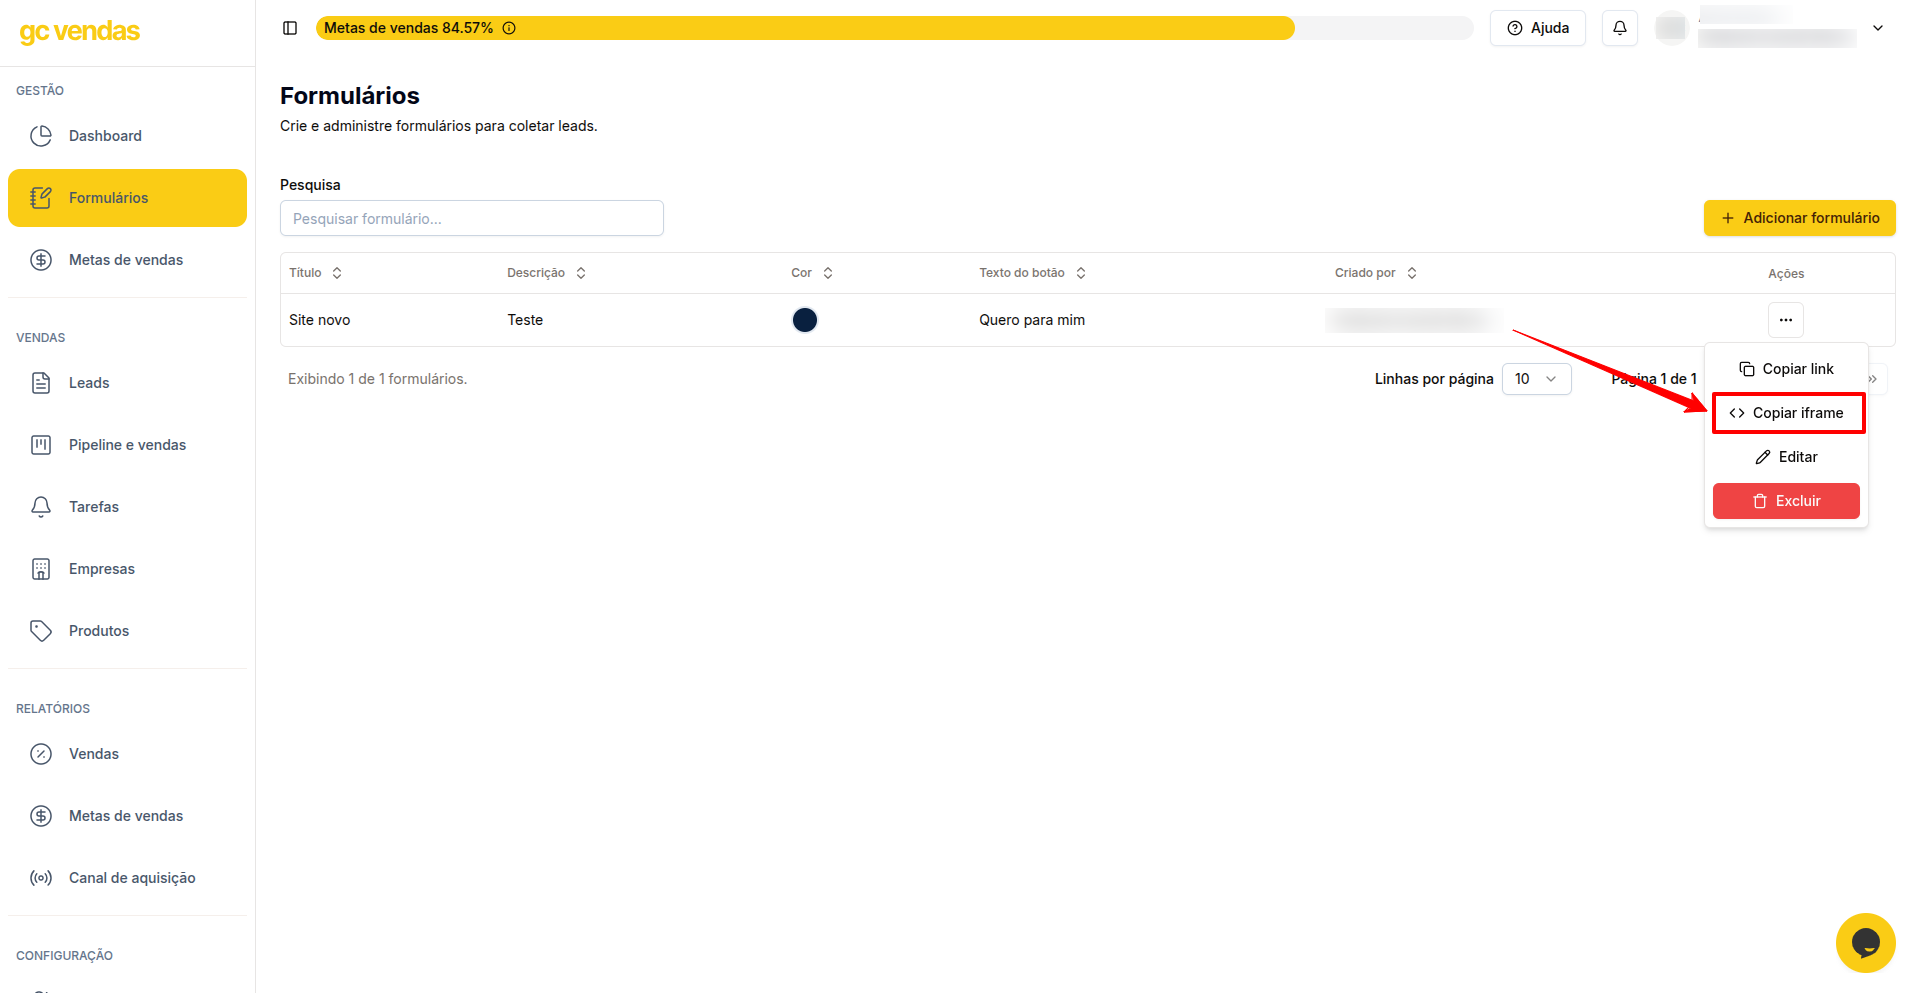 gc vendas
Metas de vendas 84.57%
Ajuda
GESTÃO
Dashboard
Formulários
Metas de vendas
VENDAS
Leads
Pipeline e vendas
Tarefas
Empresas
Produtos
RELATÓRIOS
Vendas
Metas de vendas
Canal de aquisição
CONFIGURAÇÃO
Formulários
Crie e administre formulários para coletar leads.
Pesquisa
Pesquisar formulário...
Adicionar formulário
Título Descrição Cor Texto do botão Criado por Ações
Site novo Teste Quero para mim
Exibindo 1 de 1 formulários.
Linhas por página 10 Página 1 de 1
Copiar link
Copiar iframe
Editar
Excluir